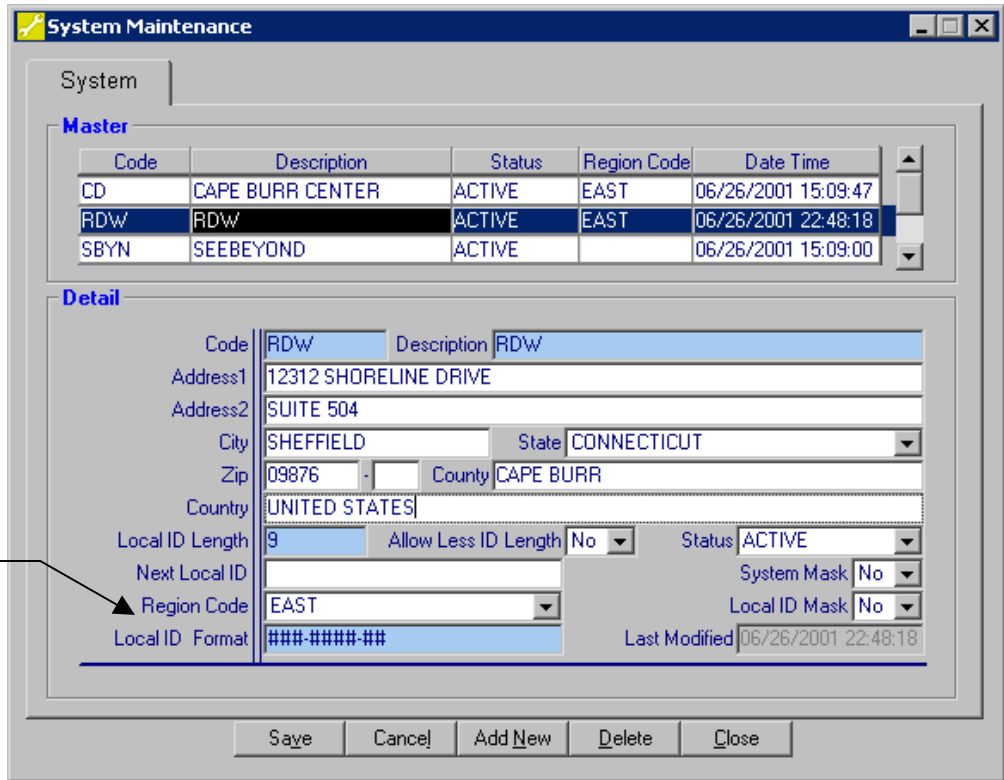 System Maintenance
System
Master
Code Description Status Region Code Date Time
CD CAPE BURR CENTER ACTIVE EAST 06/26/2001 15:09:47
RDW RDW ACTIVE EAST 06/26/2001 22:48:18
SBYN SEEBEYOND ACTIVE 06/26/2001 15:09:00
Detail
Code RDW Description RDW
Address1 12312 SHORELINE DRIVE
Address2 SUITE 504
City SHEFFIELD State CONNECTICUT
Zip 09876 - County CAPE BURR
Country UNITED STATES
Local ID Length 9 Allow Less ID Length No Status ACTIVE
Next Local ID System Mask No
Region Code EAST Local ID Mask No
Local ID Format ###-####-## Last Modified 06/26/2001 22:48:18
Save Cancel Add New Delete Close